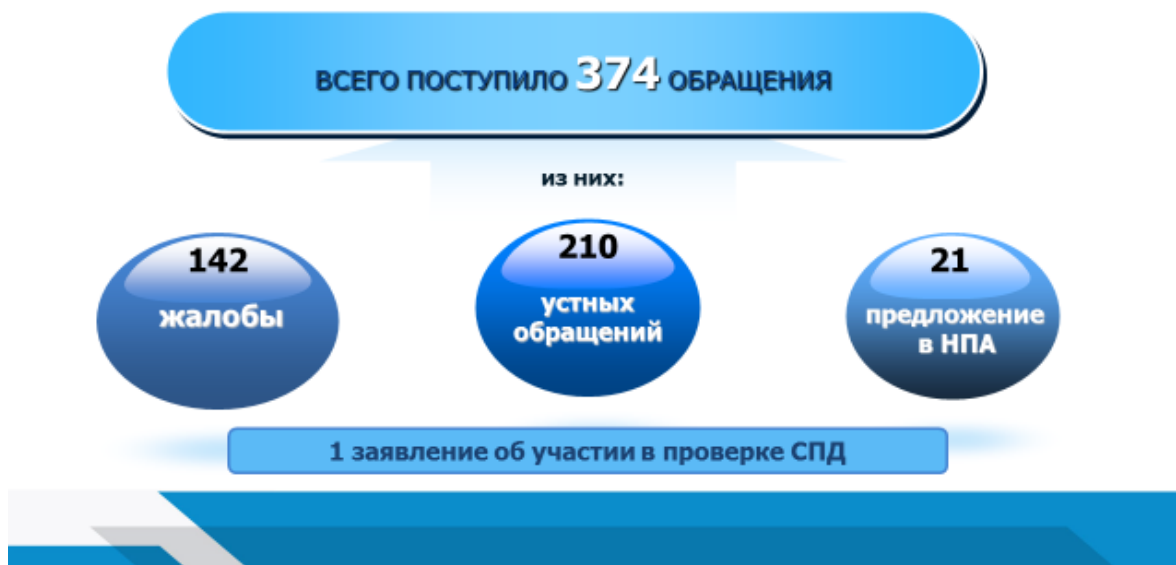 ВСЕГО ПОСТУПИЛО 374 ОБРАЩЕНИЯ
из них:
142
жалобы
210
устных
обращений
21
предложение
в НПА
1 заявление об участии в проверке СПД